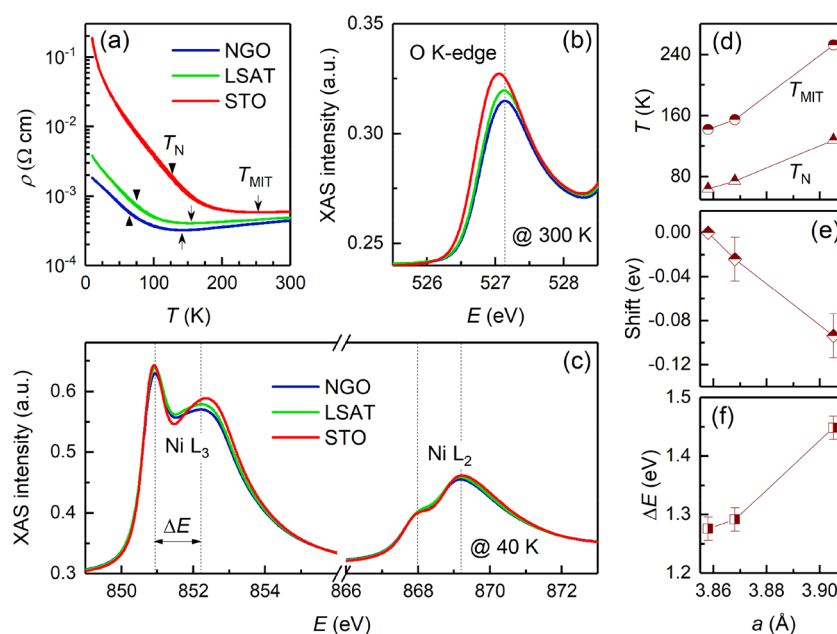 (a)
NGO
LSAT
STO
T_N
T_MIT
ρ (Ω cm)
10⁻¹
10⁻²
10⁻³
10⁻⁴
0 50 100 150 200 250 300
T (K)
(b)
O K-edge
@ 300 K
XAS intensity (a.u.)
0.35
0.30
0.25
526 527 528
E (eV)
(c)
NGO
LSAT
STO
Ni L₃
Ni L₂
ΔE
@ 40 K
XAS intensity (a.u.)
0.6
0.5
0.4
0.3
850 852 854 866 868 870 872
E (eV)
(d)
T_MIT
T_N
T (K)
240
160
80
(e)
Shift (ev)
0.00
-0.04
-0.08
-0.12
(f)
ΔE (eV)
1.5
1.4
1.3
1.2
3.86 3.88 3.90
a (Å)